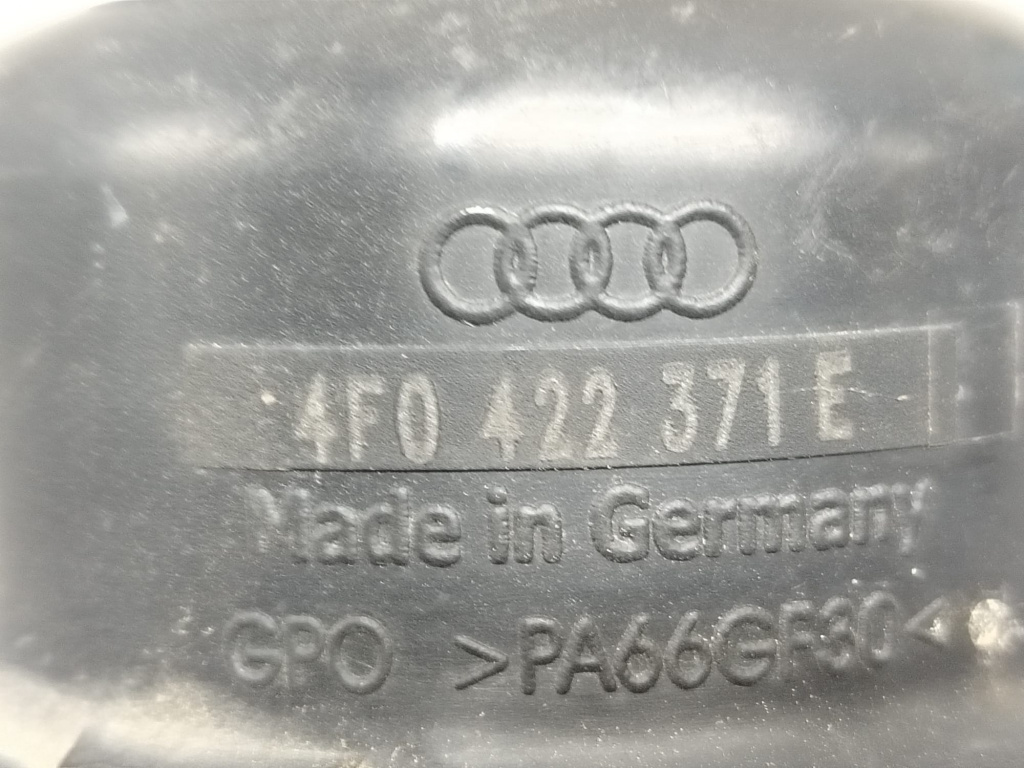 4F0 422 371 E
Made in Germany
GPO >PA66GF30<